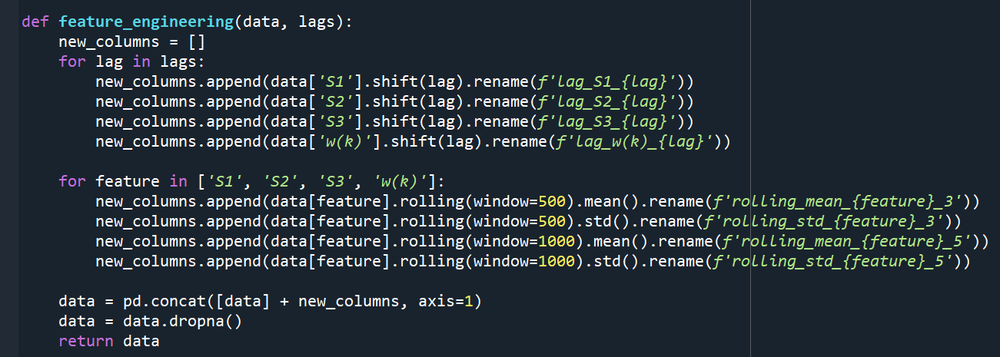 def feature_engineering(data, lags):
    new_columns = []
    for lag in lags:
        new_columns.append(data['S1'].shift(lag).rename(f'lag_S1_{lag}'))
        new_columns.append(data['S2'].shift(lag).rename(f'lag_S2_{lag}'))
        new_columns.append(data['S3'].shift(lag).rename(f'lag_S3_{lag}'))
        new_columns.append(data['w(k)'].shift(lag).rename(f'lag_w(k)_{lag}'))

    for feature in ['S1', 'S2', 'S3', 'w(k)']:
        new_columns.append(data[feature].rolling(window=500).mean().rename(f'rolling_mean_{feature}_3'))
        new_columns.append(data[feature].rolling(window=500).std().rename(f'rolling_std_{feature}_3'))
        new_columns.append(data[feature].rolling(window=1000).mean().rename(f'rolling_mean_{feature}_5'))
        new_columns.append(data[feature].rolling(window=1000).std().rename(f'rolling_std_{feature}_5'))

    data = pd.concat([data] + new_columns, axis=1)
    data = data.dropna()
    return data